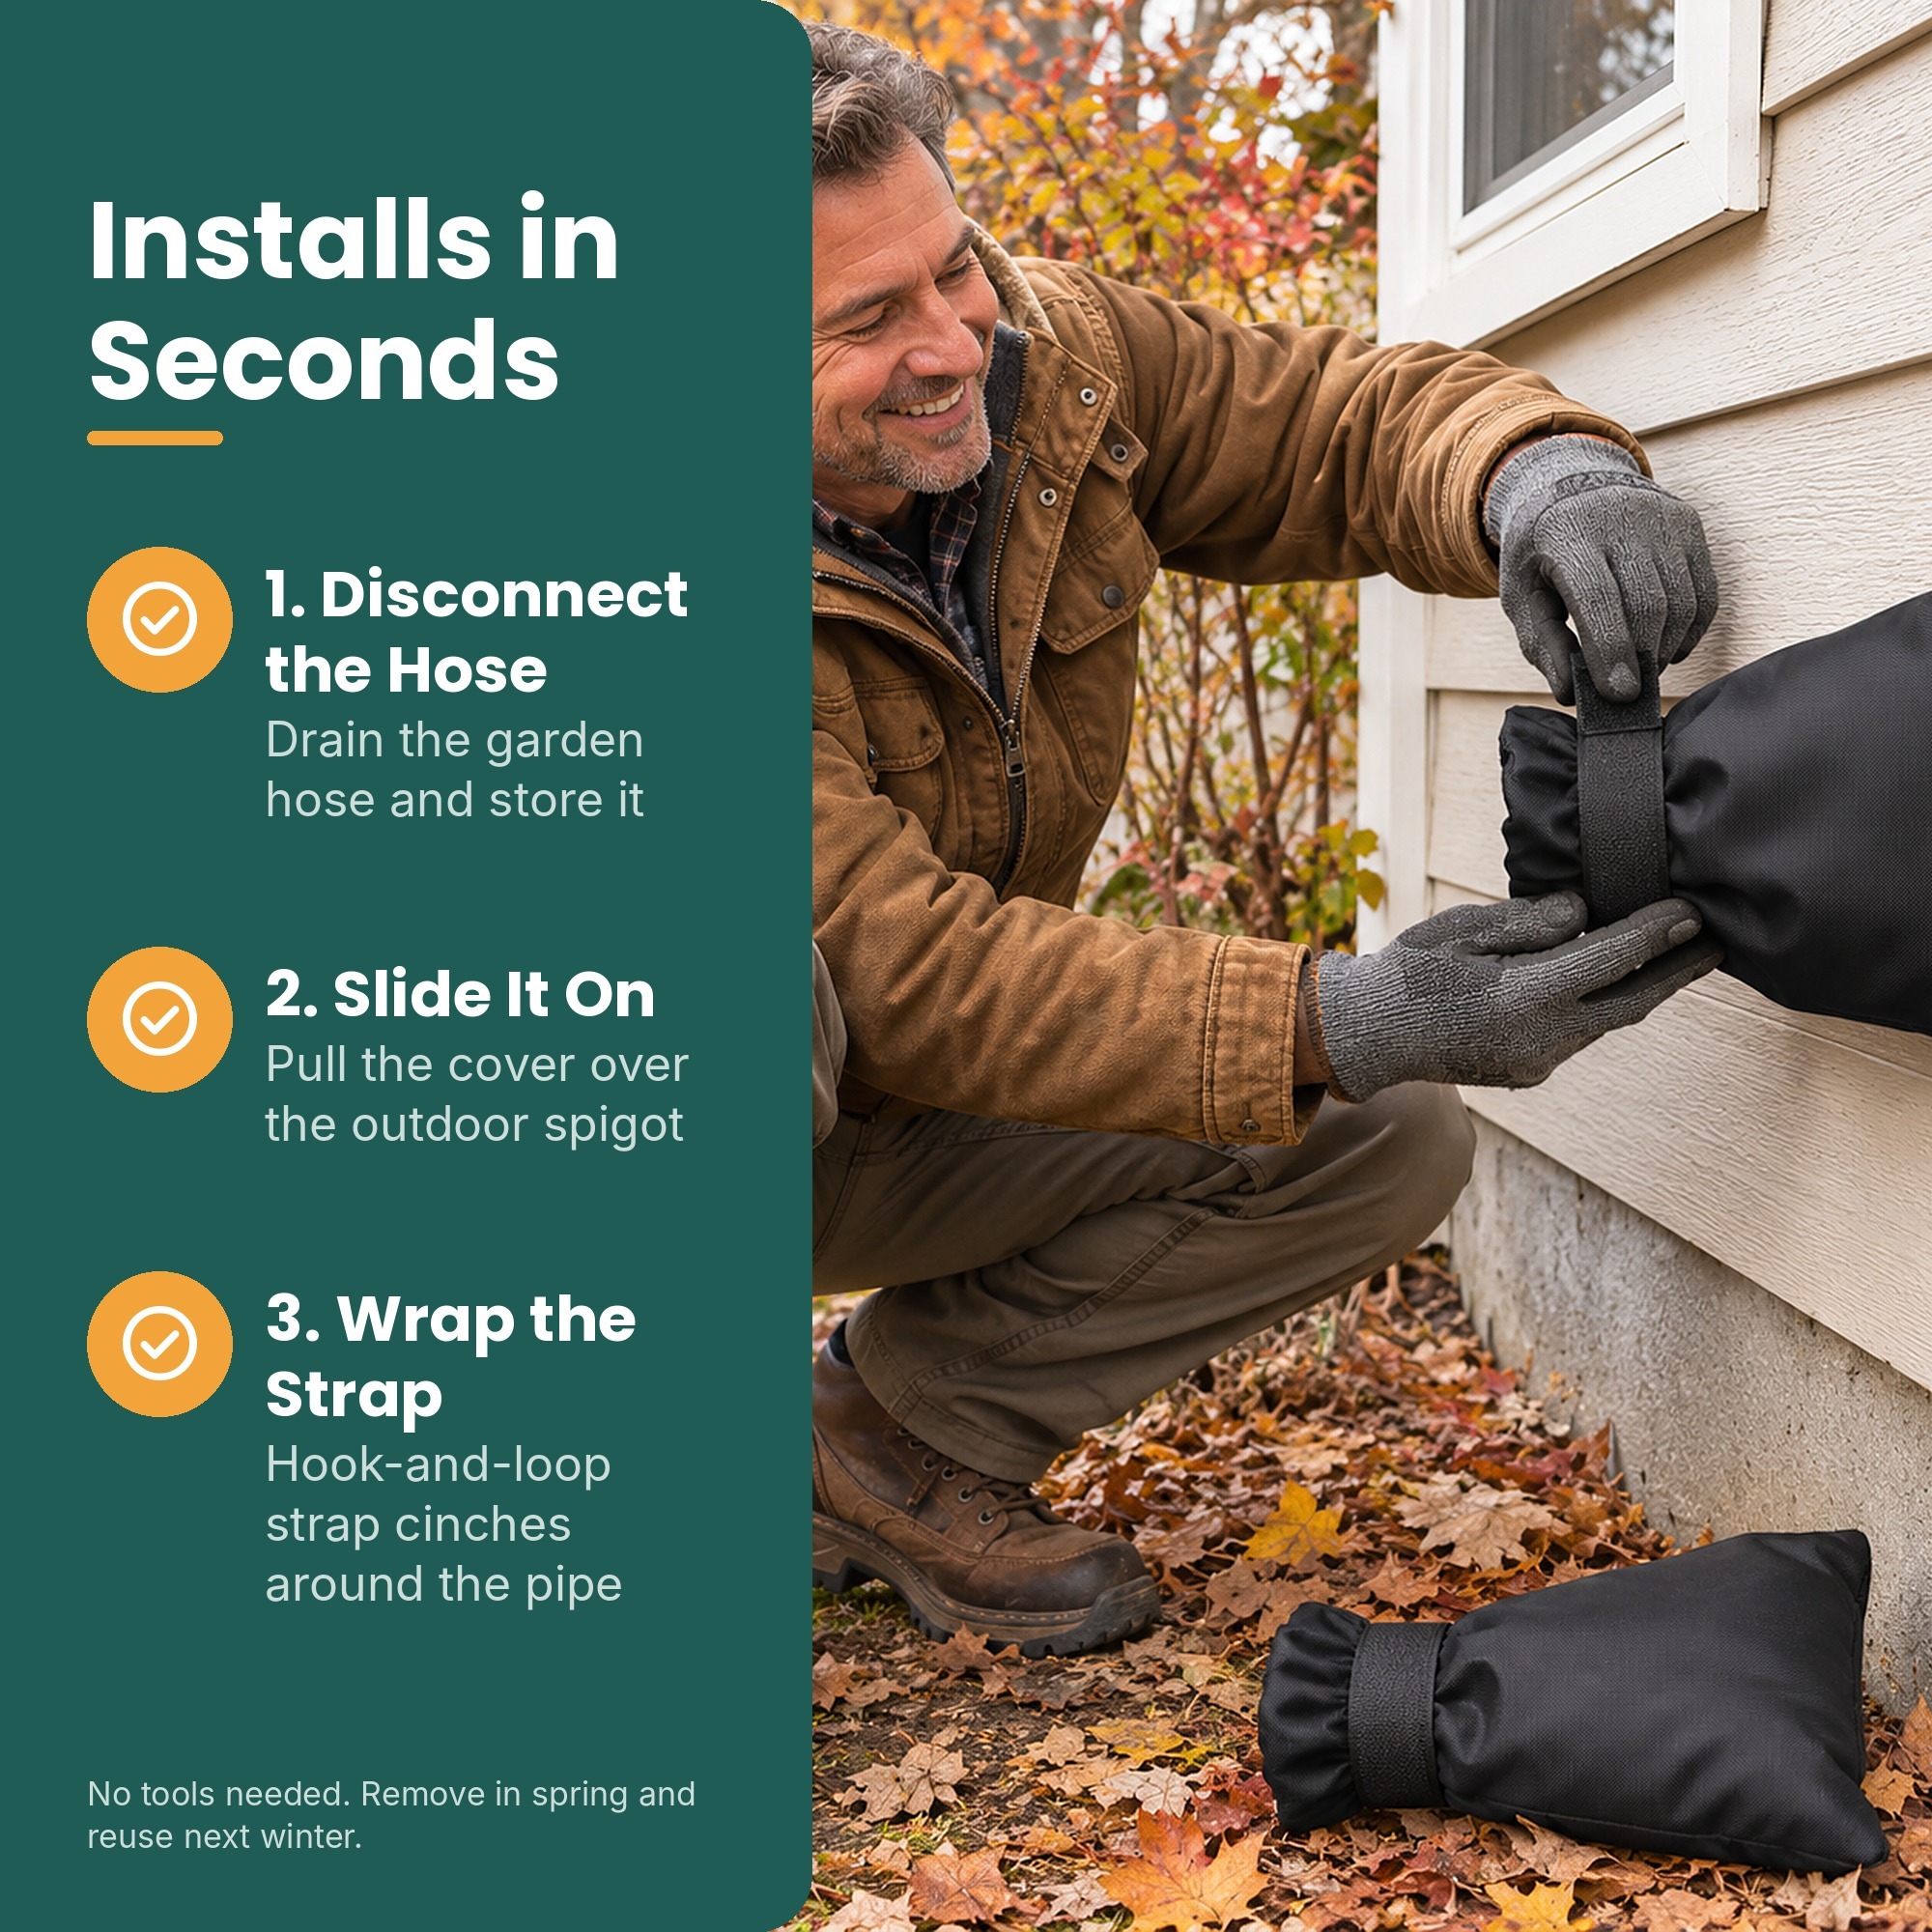 Installs in
Seconds
1. Disconnect
the Hose
Drain the garden
hose and store it
2. Slide It On
Pull the cover over
the outdoor spigot
3. Wrap the
Strap
Hook-and-loop
strap cinches
around the pipe
No tools needed. Remove in spring and
reuse next winter.